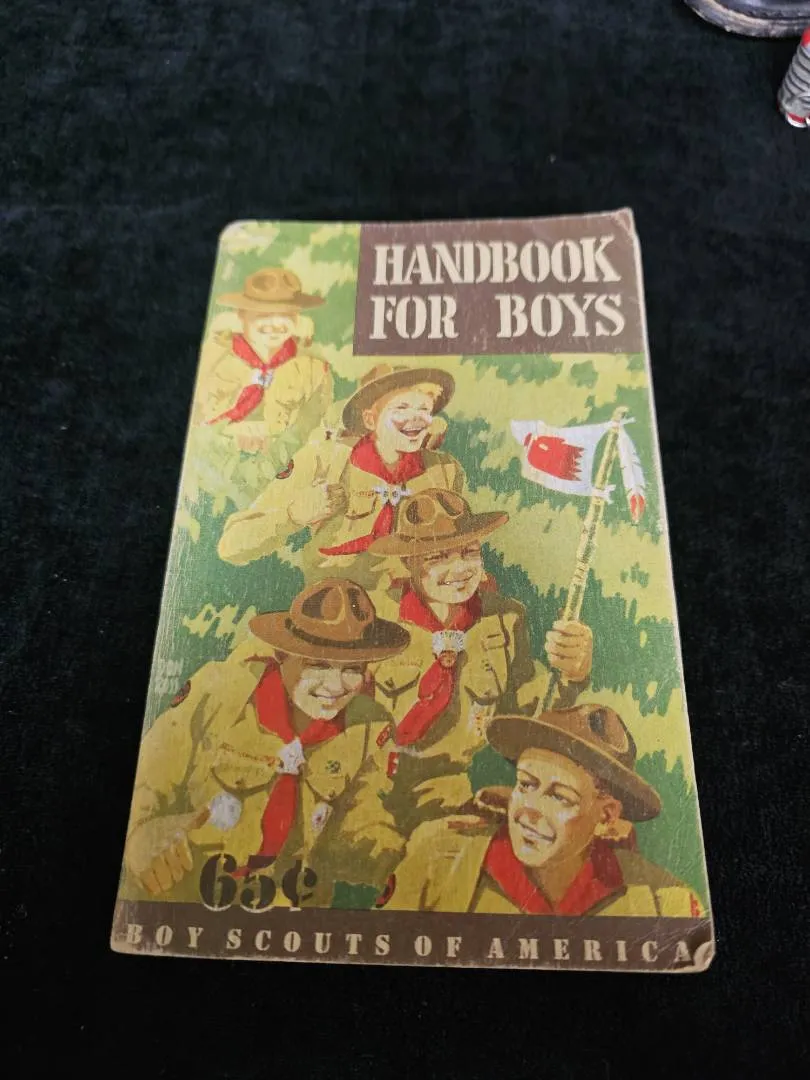 HANDBOOK
FOR BOYS
65¢
BOY SCOUTS OF AMERICA